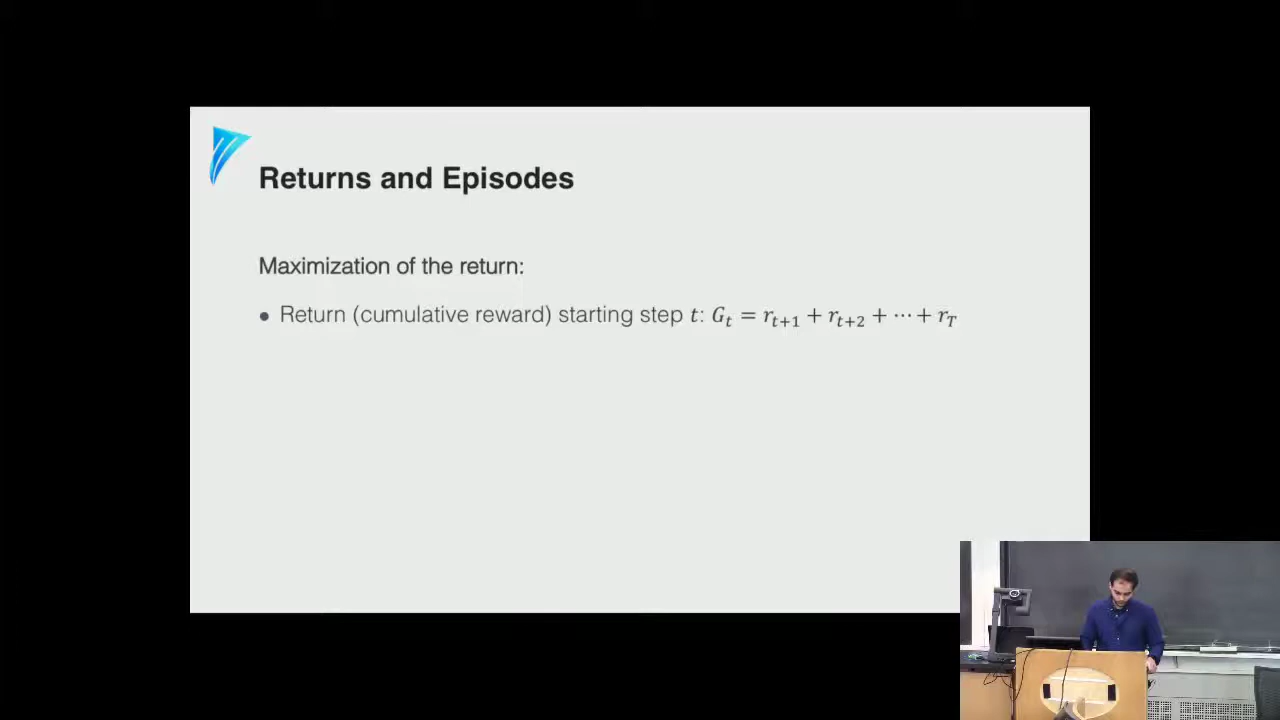 Returns and Episodes
Maximization of the return:
• Return (cumulative reward) starting step t: G_t = r_{t+1} + r_{t+2} + ⋯ + r_T